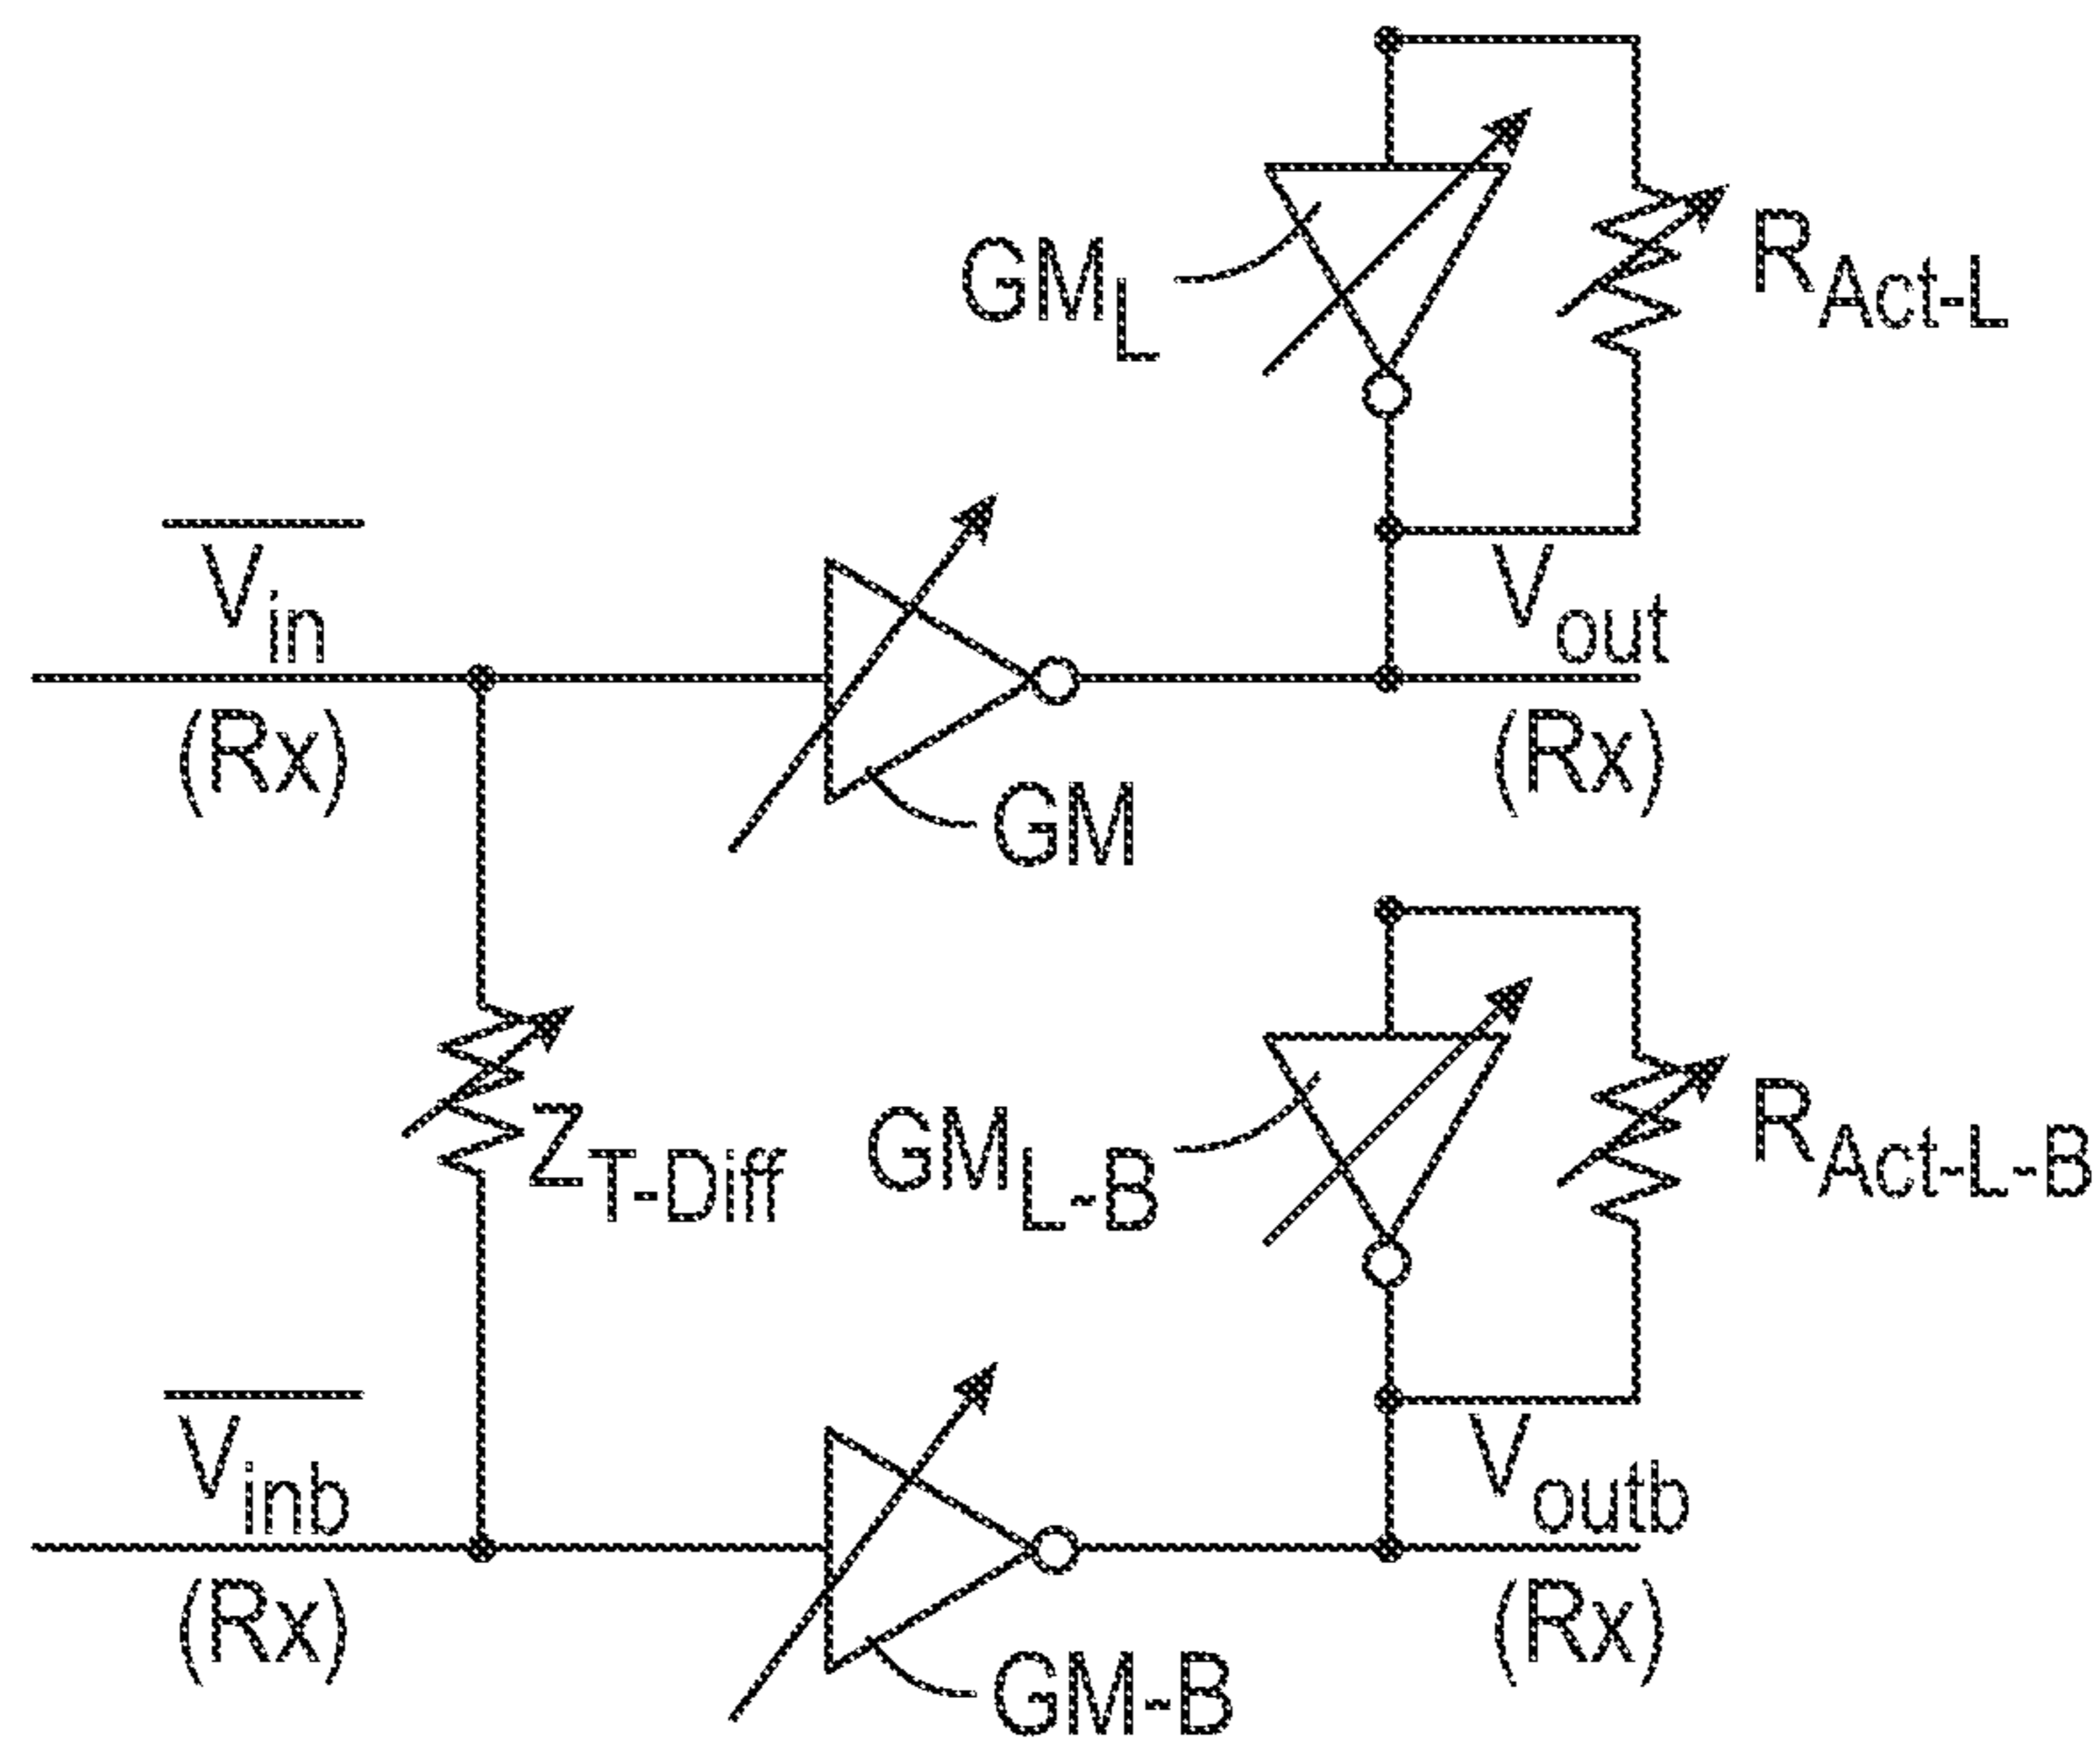 GM_L
R_Act-L
V_in
(Rx)
V_out
(Rx)
GM
Z_T-Diff
GM_L-B
R_Act-L-B
V_inb
(Rx)
V_outb
(Rx)
GM-B